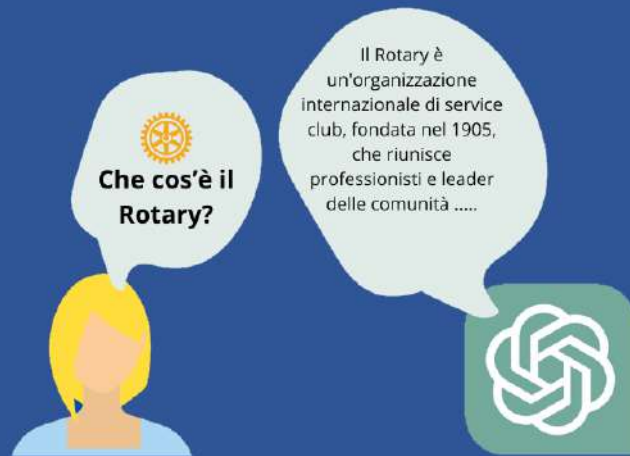 Che cos'è il
Rotary?
Il Rotary è
un'organizzazione
internazionale di service
club, fondata nel 1905,
che riunisce
professionisti e leader
delle comunità .....